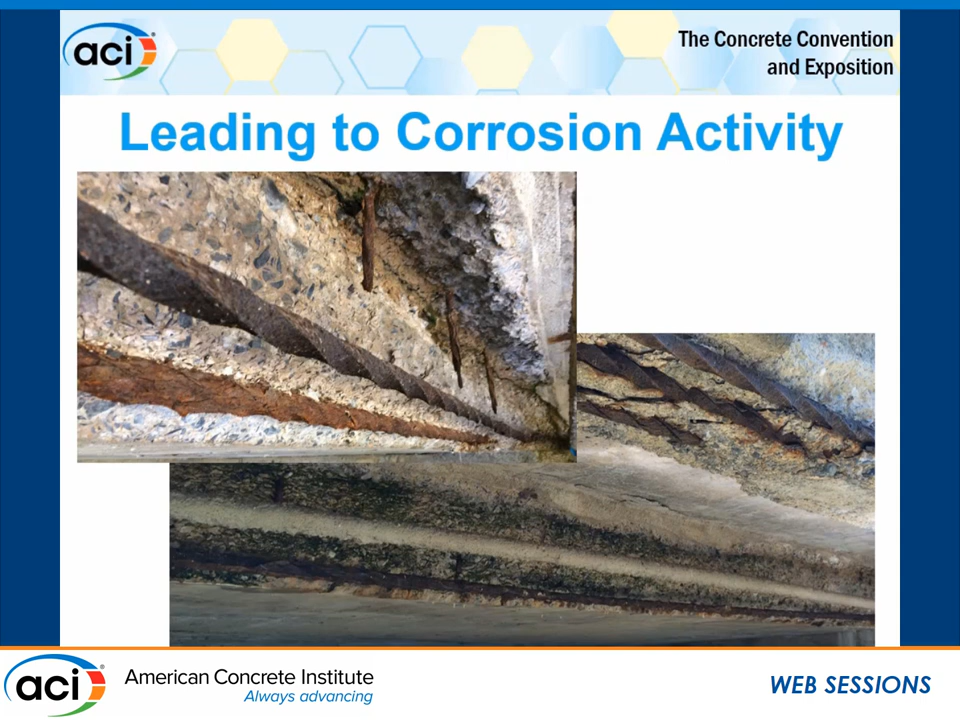 aci
The Concrete Convention
and Exposition
Leading to Corrosion Activity
aci
American Concrete Institute
Always advancing
WEB SESSIONS